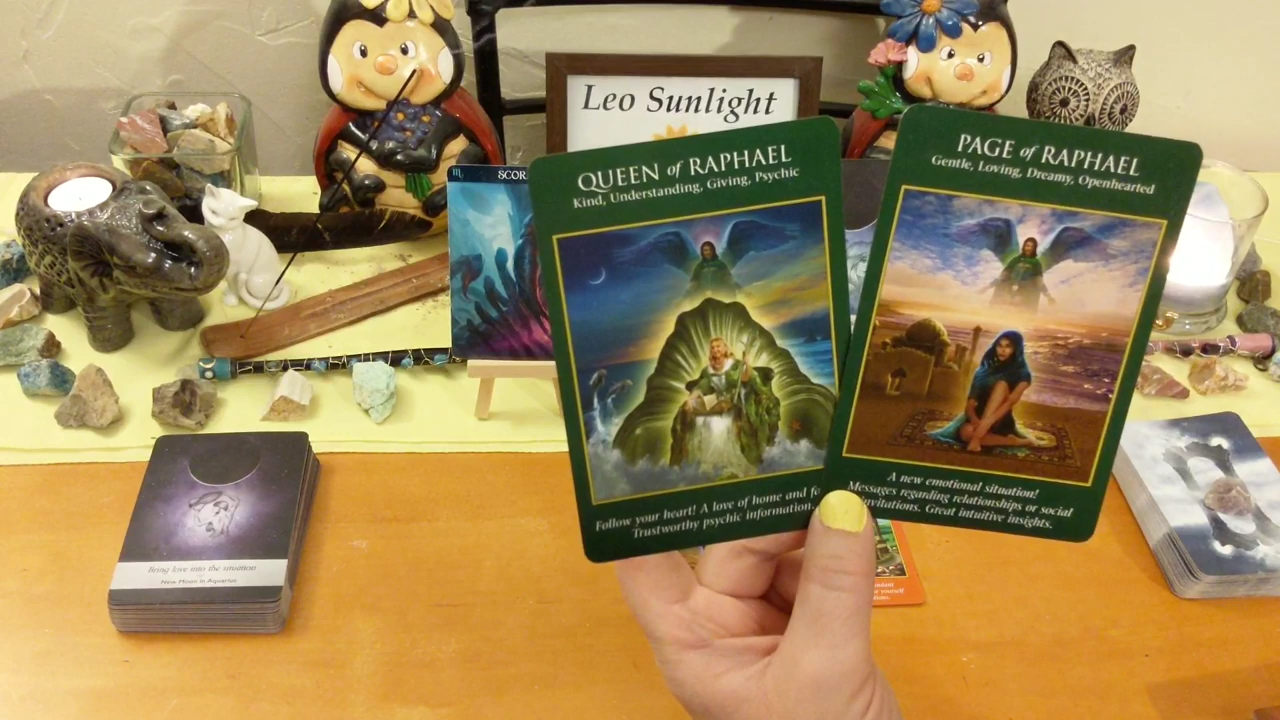 Leo Sunlight
♏ SCOR
QUEEN of RAPHAEL
Kind, Understanding, Giving, Psychic
Follow your heart! A love of home and fa
Trustworthy psychic information.
PAGE of RAPHAEL
Gentle, Loving, Dreamy, Openhearted
A new emotional situation!
Messages regarding relationships or social
invitations. Great intuitive insights.
Bring love into the situation
New Moon in Aquarius
yourself